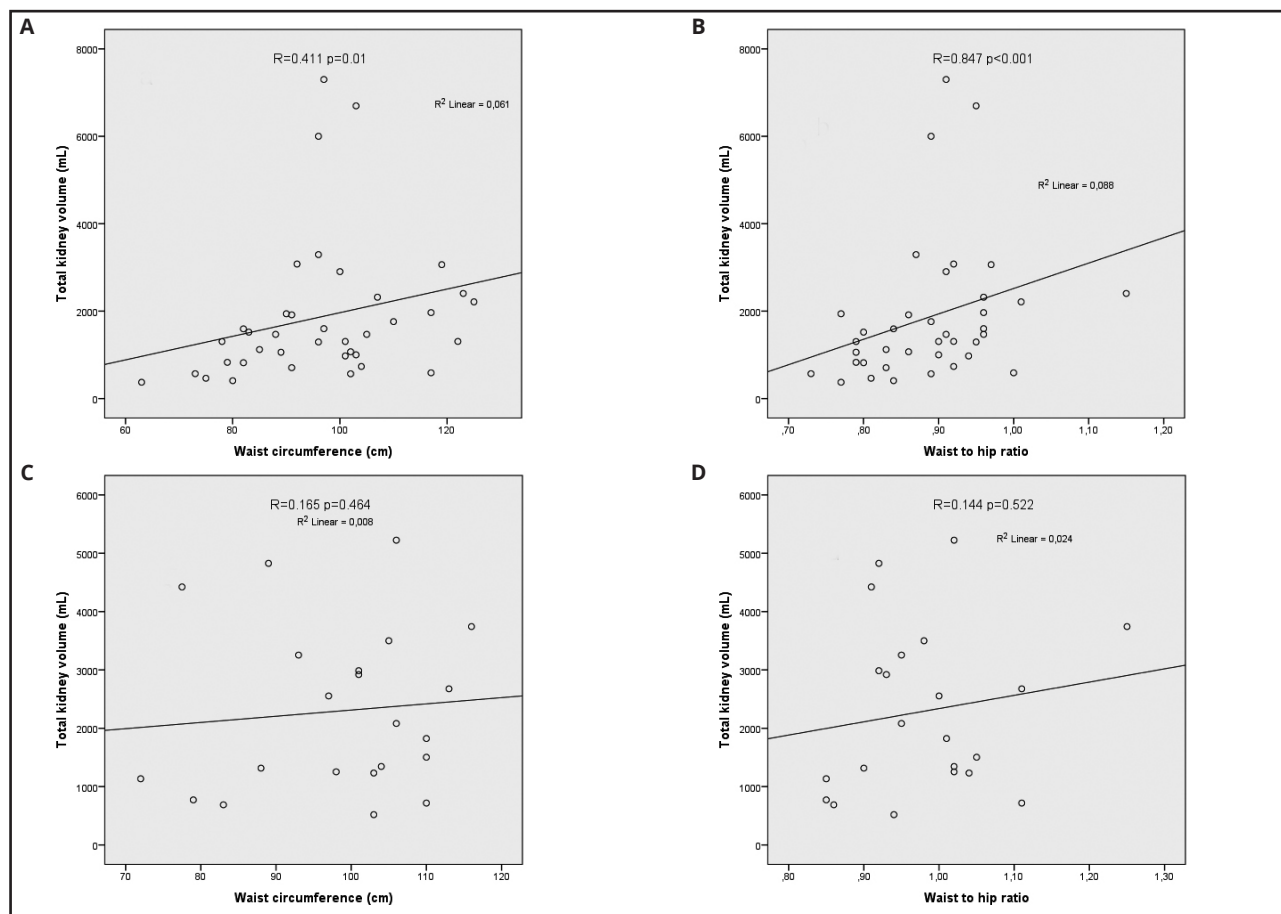 A
R=0.411 p=0.01
R² Linear = 0,061
8000
6000
4000
2000
0
60
80
100
120
Total kidney volume (mL)
Waist circumference (cm)
B
R=0.847 p<0.001
R² Linear = 0,088
8000
6000
4000
2000
0
,70
,80
,90
1,00
1,10
1,20
Total kidney volume (mL)
Waist to hip ratio
C
R=0.165 p=0.464
R² Linear = 0,008
6000
5000
4000
3000
2000
1000
0
70
80
90
100
110
120
Total kidney volume (mL)
Waist circumference (cm)
D
R=0.144 p=0.522
R² Linear = 0,024
6000
5000
4000
3000
2000
1000
0
,80
,90
1,00
1,10
1,20
1,30
Total kidney volume (mL)
Waist to hip ratio